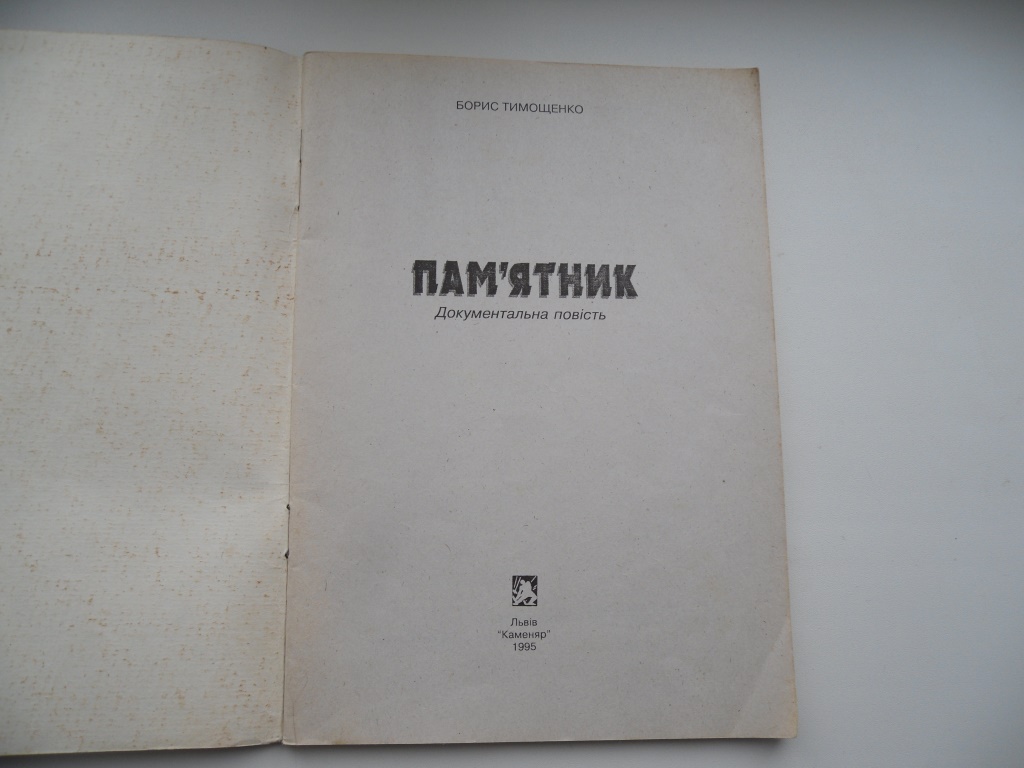 БОРИС ТИМОЩЕНКО
ПАМ'ЯТНИК
Документальна повість
Львів
"Каменяр"
1995